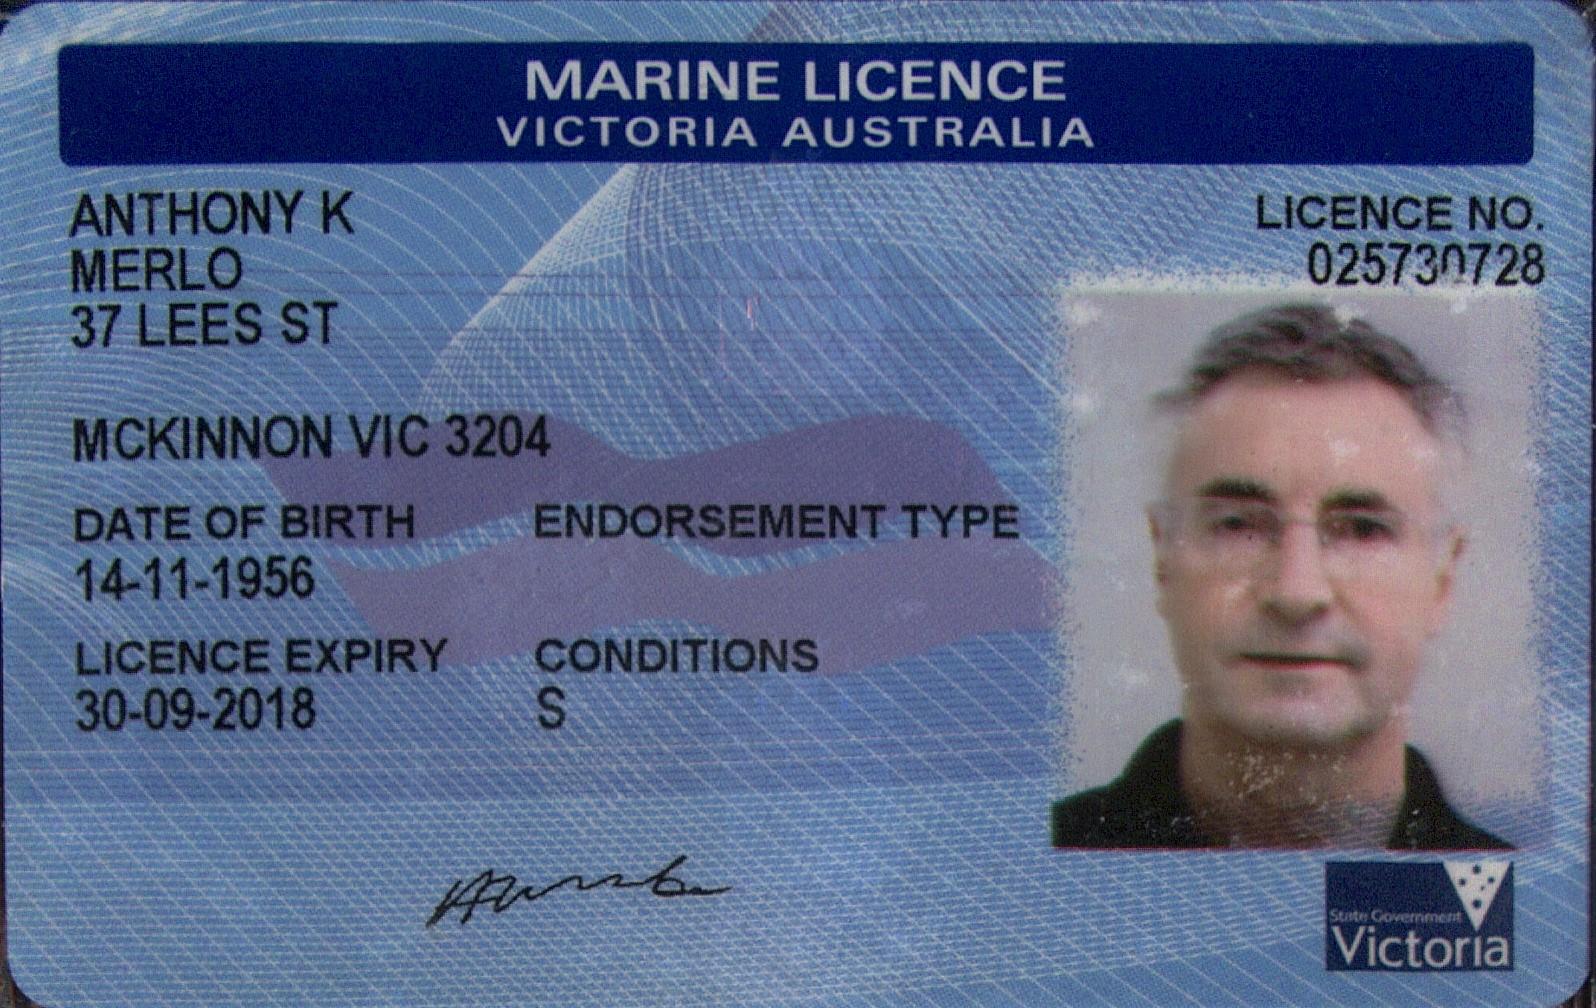 MARINE LICENCE
VICTORIA AUSTRALIA
ANTHONY K
MERLO
37 LEES ST
MCKINNON VIC 3204
LICENCE NO.
025730728
DATE OF BIRTH
14-11-1956
ENDORSEMENT TYPE
LICENCE EXPIRY
30-09-2018
CONDITIONS
S
State Government
Victoria